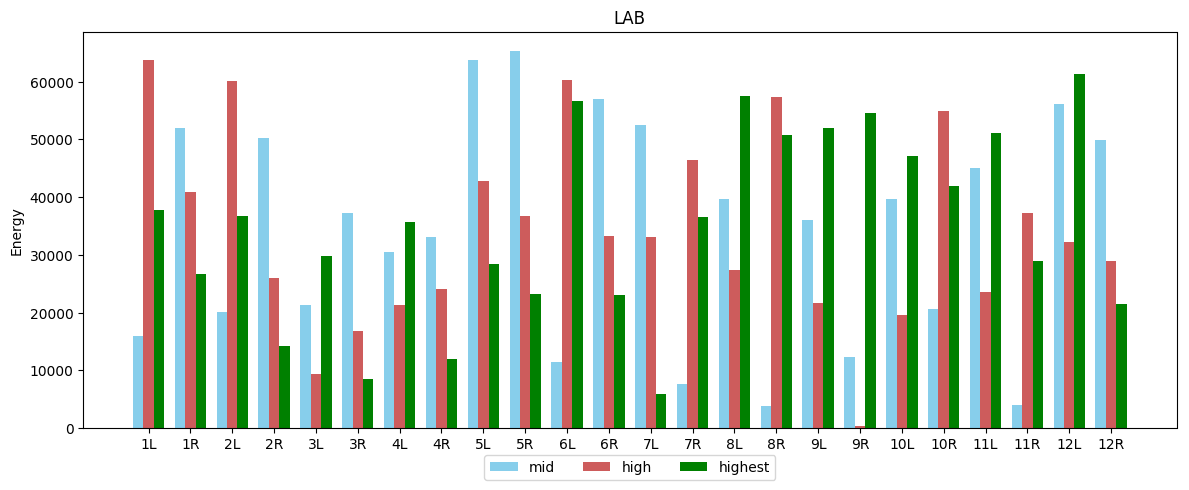 LAB
Energy
60000
50000
40000
30000
20000
10000
0
1L 1R 2L 2R 3L 3R 4L 4R 5L 5R 6L 6R 7L 7R 8L 8R 9L 9R 10L 10R 11L 11R 12L 12R
mid high highest